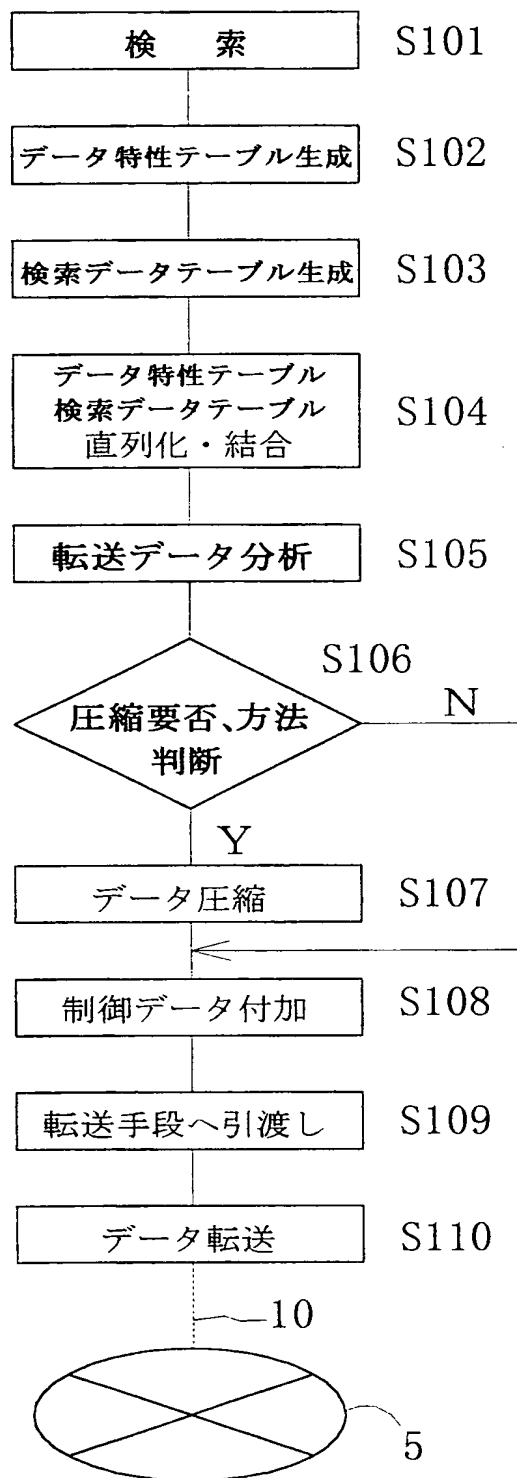 検 索 S101
データ特性テーブル生成 S102
検索データテーブル生成 S103
データ特性テーブル
検索データテーブル S104
直列化・結合
転送データ分析 S105
S106
圧縮要否、方法 N
判断
Y
データ圧縮 S107
制御データ付加 S108
転送手段へ引渡し S109
データ転送 S110
10
5